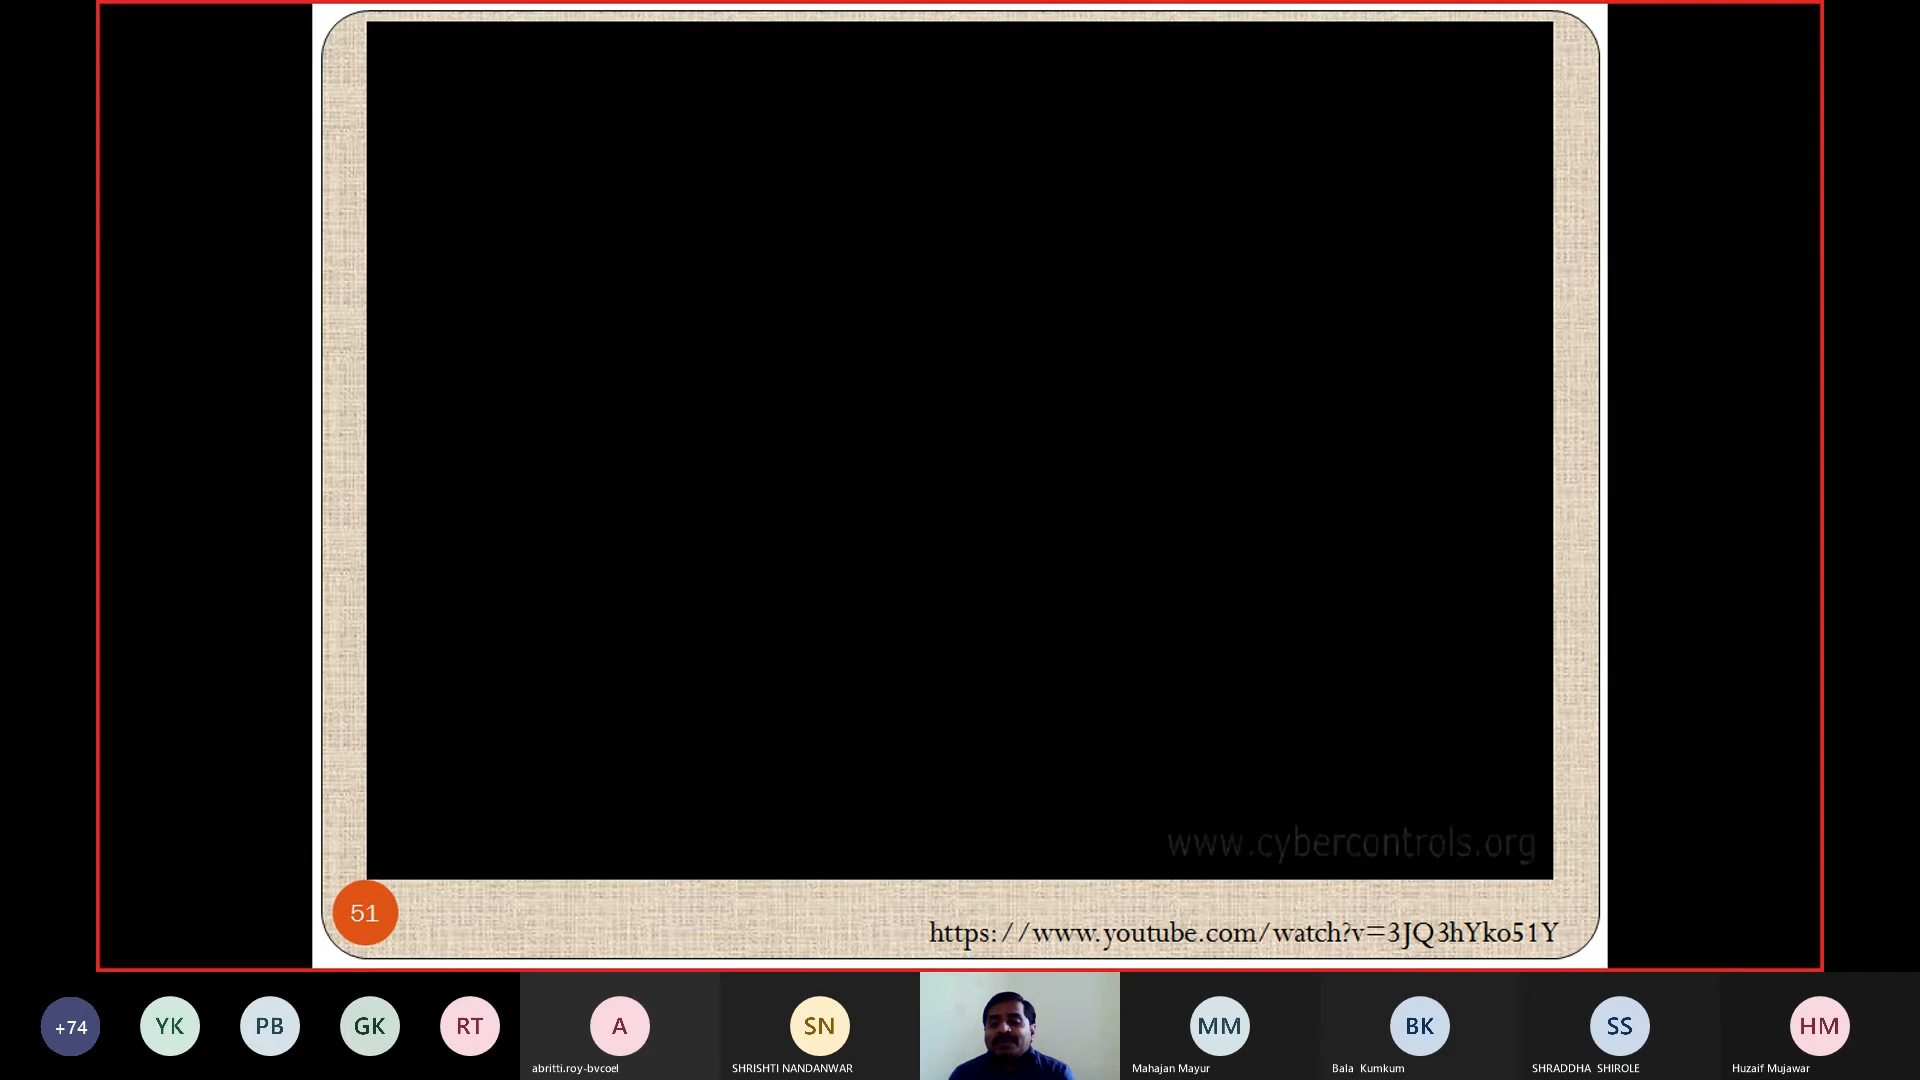 www.cybercontrols.org
51
https://www.youtube.com/watch?v=3JQ3hYko51Y
+74
YK
PB
GK
RT
A
SN
MM
BK
SS
HM
abritti.roy-bvcoel
SHRISHTI NANDANWAR
Mahajan Mayur
Bala Kumkum
SHRADDHA SHIROLE
Huzaif Mujawar